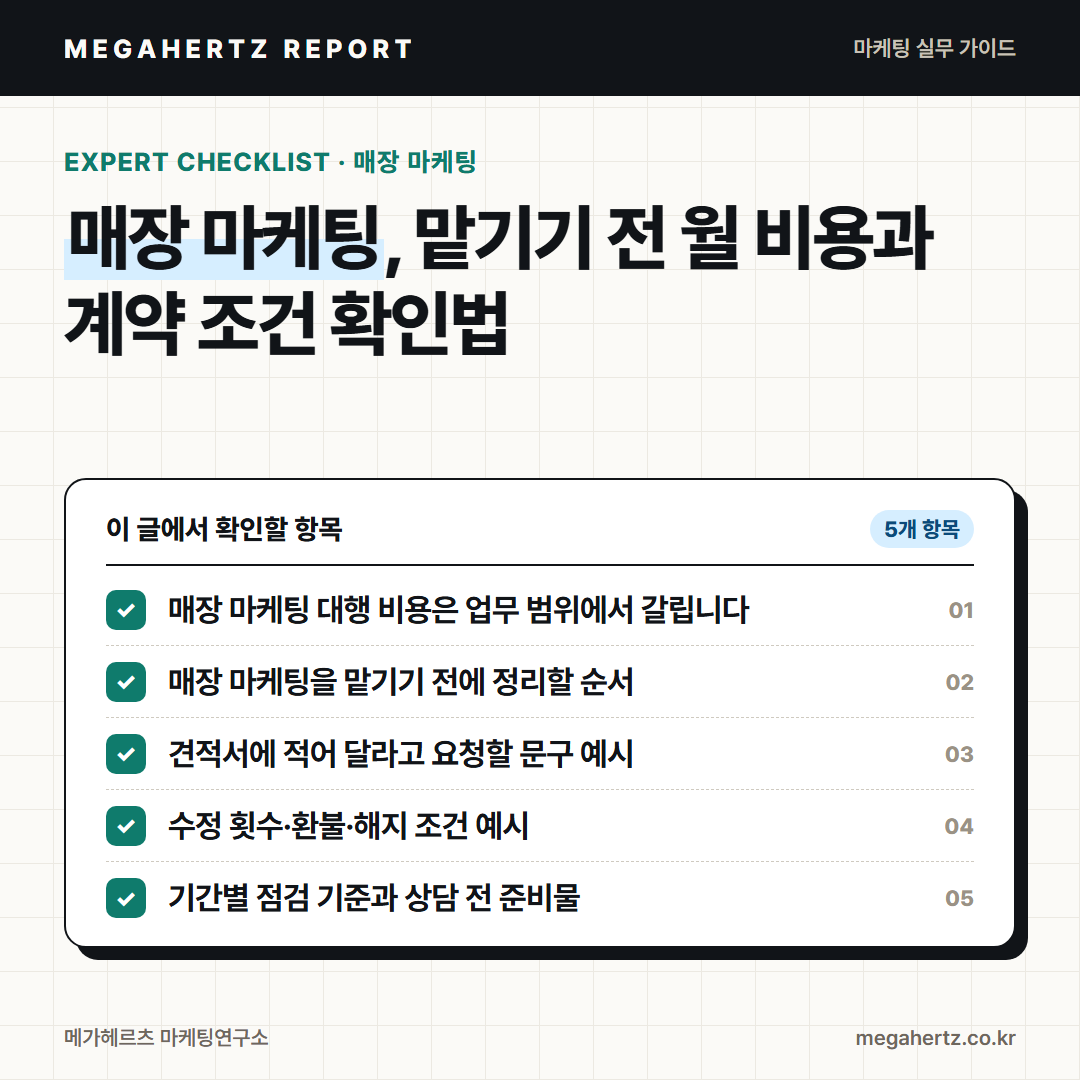 MEGAHERTZ REPORT
마케팅 실무 가이드
EXPERT CHECKLIST · 매장 마케팅
매장 마케팅, 맡기기 전 월 비용과
계약 조건 확인법
이 글에서 확인할 항목
5개 항목
매장 마케팅 대행 비용은 업무 범위에서 갈립니다
01
매장 마케팅을 맡기기 전에 정리할 순서
02
견적서에 적어 달라고 요청할 문구 예시
03
수정 횟수·환불·해지 조건 예시
04
기간별 점검 기준과 상담 전 준비물
05
메가헤르츠 마케팅연구소
megahertz.co.kr